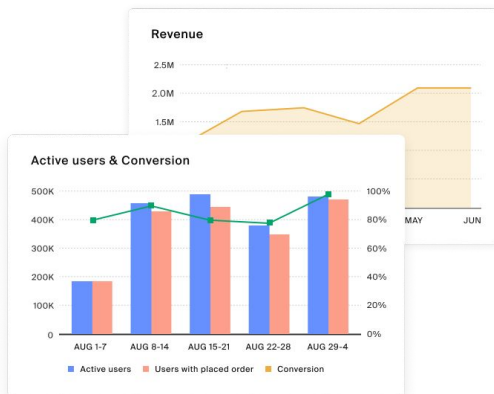 Revenue
2.5M
2.0M
1.5M
MAY JUN
Active users & Conversion
500K 100%
400K 80%
300K 60%
200K 40%
100K 20%
0 0%
AUG 1-7 AUG 8-14 AUG 15-21 AUG 22-28 AUG 29-4
Active users Users with placed order Conversion